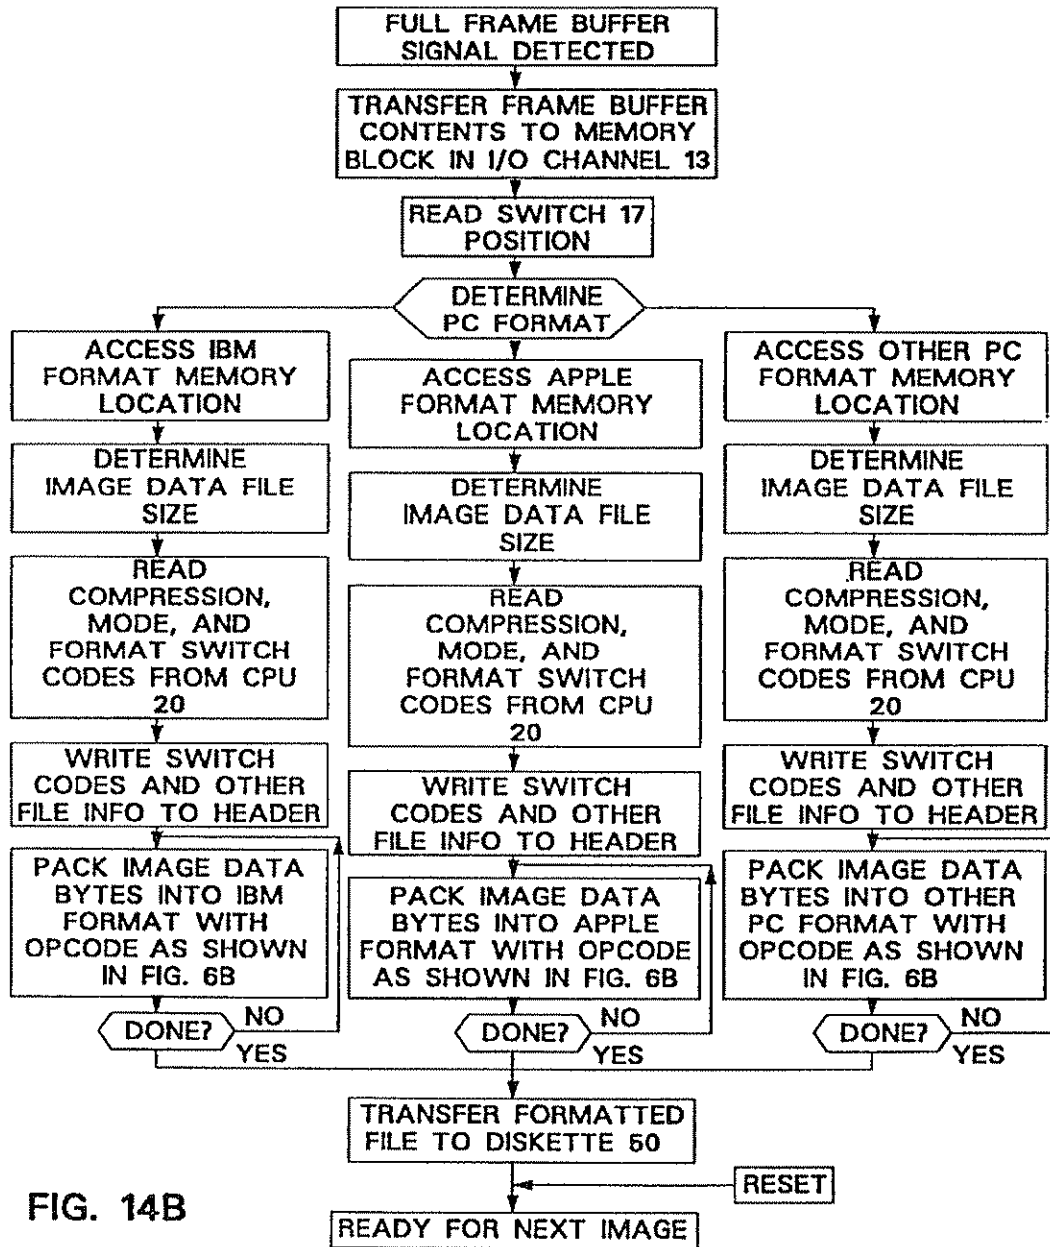 FULL FRAME BUFFER
SIGNAL DETECTED
TRANSFER FRAME BUFFER
CONTENTS TO MEMORY
BLOCK IN I/O CHANNEL 13
READ SWITCH 17
POSITION
DETERMINE
PC FORMAT
ACCESS IBM
FORMAT MEMORY
LOCATION
DETERMINE
IMAGE DATA FILE
SIZE
READ
COMPRESSION,
MODE, AND
FORMAT SWITCH
CODES FROM CPU
20
WRITE SWITCH
CODES AND OTHER
FILE INFO TO HEADER
PACK IMAGE DATA
BYTES INTO IBM
FORMAT WITH
OPCODE AS SHOWN
IN FIG. 6B
DONE?
NO
YES
ACCESS APPLE
FORMAT MEMORY
LOCATION
DETERMINE
IMAGE DATA FILE
SIZE
READ
COMPRESSION,
MODE, AND
FORMAT SWITCH
CODES FROM CPU
20
WRITE SWITCH
CODES AND OTHER
FILE INFO TO HEADER
PACK IMAGE DATA
BYTES INTO APPLE
FORMAT WITH OPCODE
AS SHOWN IN FIG. 6B
DONE?
NO
YES
ACCESS OTHER PC
FORMAT MEMORY
LOCATION
DETERMINE
IMAGE DATA FILE
SIZE
READ
COMPRESSION,
MODE, AND
FORMAT SWITCH
CODES FROM CPU
20
WRITE SWITCH
CODES AND OTHER
FILE INFO TO HEADER
PACK IMAGE DATA
BYTES INTO OTHER
PC FORMAT WITH
OPCODE AS SHOWN
IN FIG. 6B
DONE?
NO
YES
TRANSFER FORMATTED
FILE TO DISKETTE 50
RESET
READY FOR NEXT IMAGE
FIG. 14B